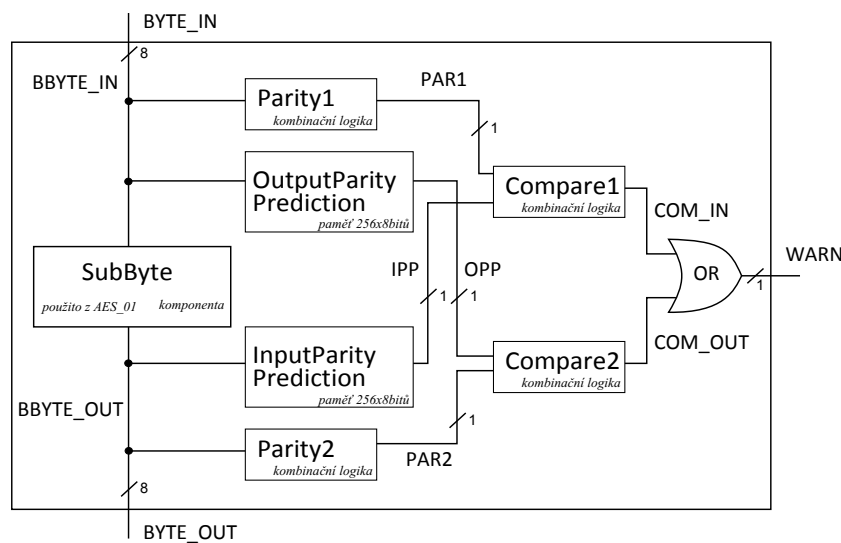 BYTE_IN
8
BBYTE_IN
Parity1
kombinační logika
PAR1
1
OutputParity
Prediction
paměť 256x8bitů
Compare1
kombinační logika
COM_IN
SubByte
použito z AES_01 komponenta
IPP
OPP
1
1
OR
WARN
1
InputParity
Prediction
paměť 256x8bitů
Compare2
kombinační logika
COM_OUT
BBYTE_OUT
Parity2
kombinační logika
PAR2
1
8
BYTE_OUT